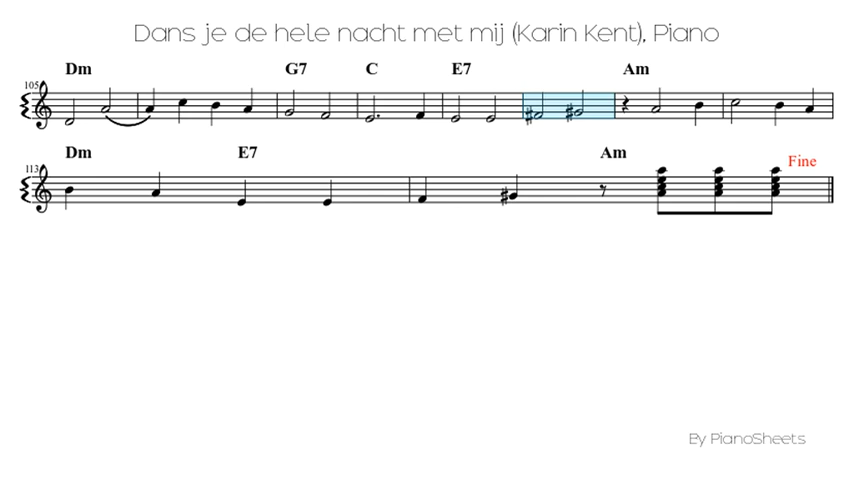 Dans je de hele nacht met mij (Karin Kent), Piano
Dm G7 C E7 Am
105
Dm E7 Am Fine
113
By PianoSheets